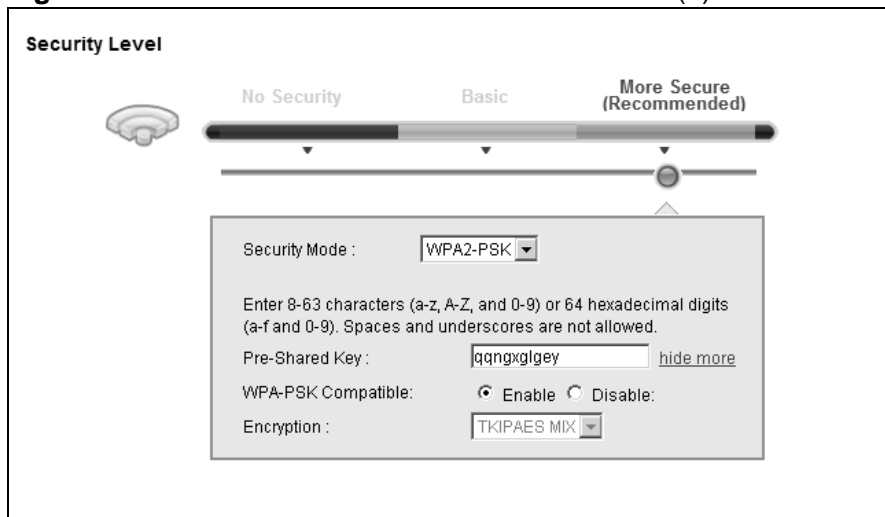 Security Level
No Security
Basic
More Secure
(Recommended)
Security Mode :
WPA2-PSK
Enter 8-63 characters (a-z, A-Z, and 0-9) or 64 hexadecimal digits
(a-f and 0-9). Spaces and underscores are not allowed.
Pre-Shared Key :
qqngxglgey
hide more
WPA-PSK Compatible:
Enable
Disable:
Encryption :
TKIPAES MIX